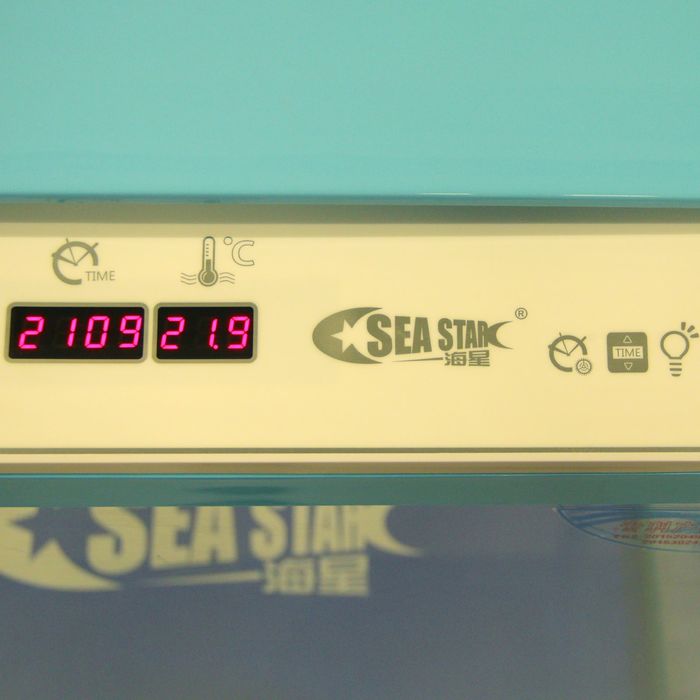 TIME
°C
2109
21.9
SEA STAR®
海星
TIME
SEA STAR
海星